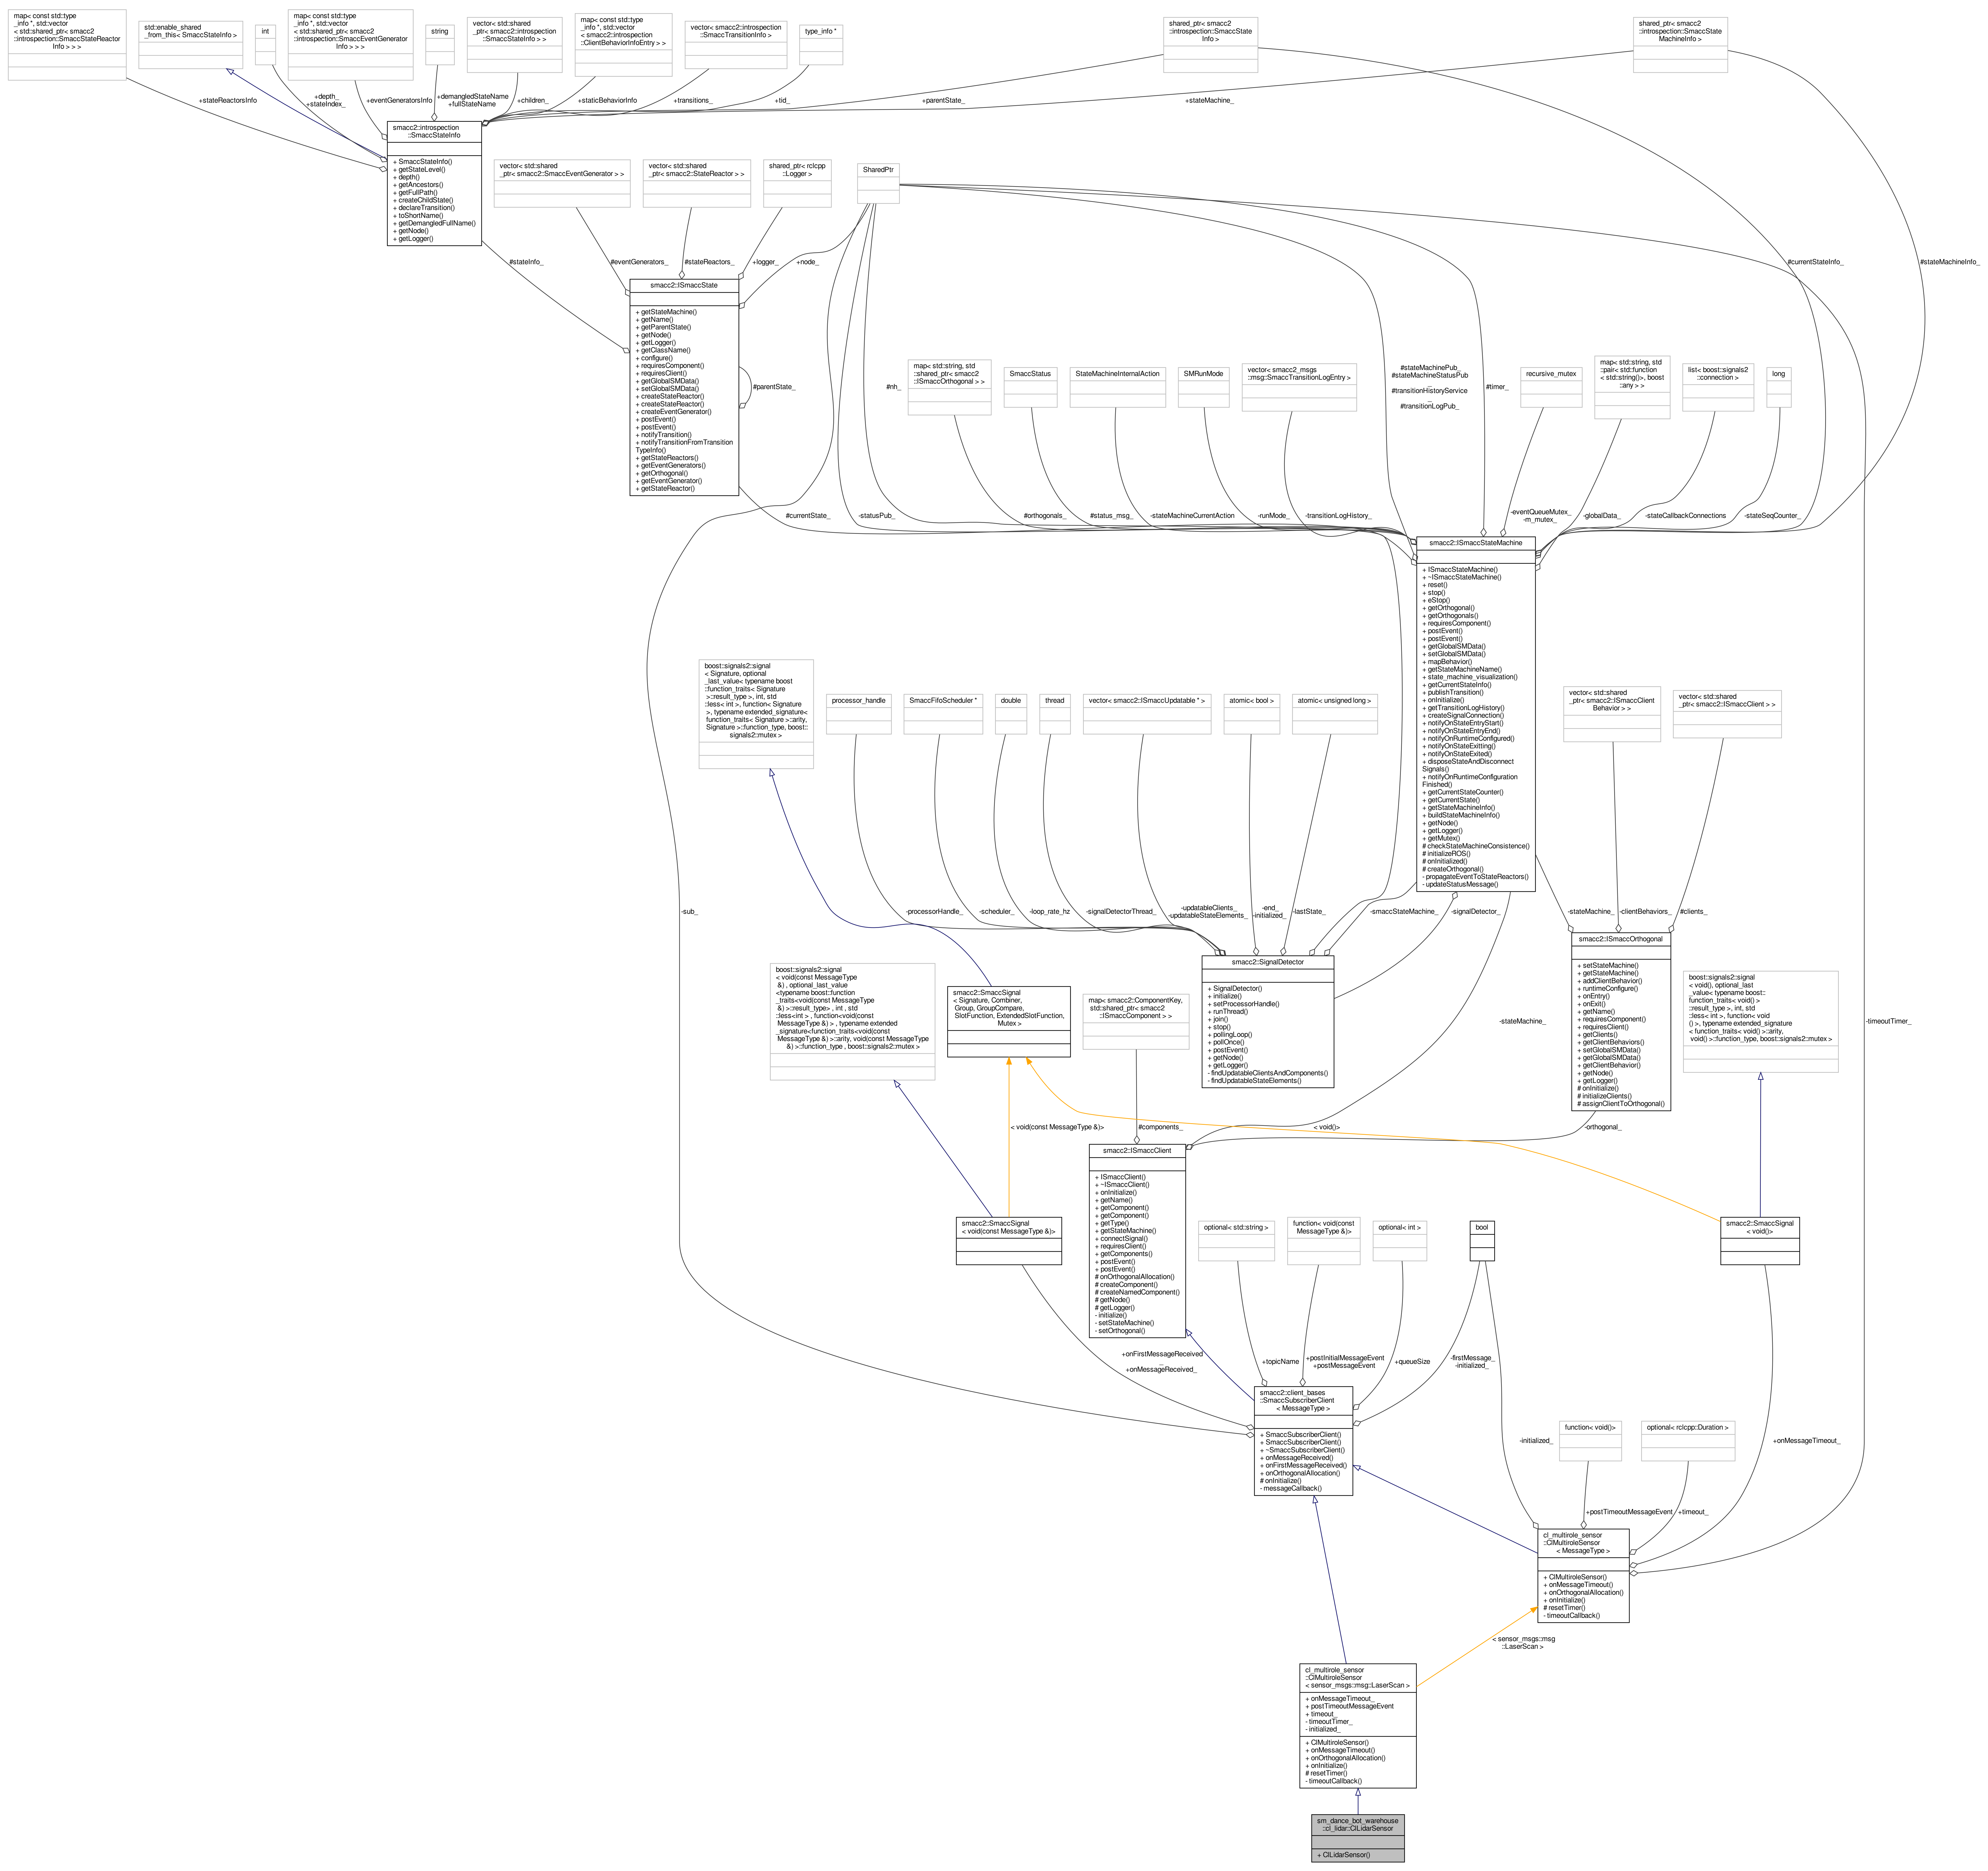 map< const std::type
_info *, std::vector
< std::shared_ptr< smacc2
::introspection::SmaccStateReactor
Info > > >
std::enable_shared
_from_this< SmaccStateInfo >
int
map< const std::type
_info *, std::vector
< std::shared_ptr< smacc2
::introspection::SmaccEventGenerator
Info > > >
string
vector< std::shared
_ptr< smacc2::introspection
::SmaccStateInfo > >
map< const std::type
_info *, std::vector
< smacc2::introspection
::ClientBehaviorInfoEntry > >
vector< smacc2::introspection
::SmaccTransitionInfo >
type_info *
shared_ptr< smacc2
::introspection::SmaccState
Info >
shared_ptr< smacc2
::introspection::SmaccState
MachineInfo >
+stateReactorsInfo
+depth_
+stateIndex_
+eventGeneratorsInfo
+demangledStateName
+fullStateName
+children_
+staticBehaviorInfo
+transitions_
+tid_
+parentState_
+stateMachine_
smacc2::introspection
::SmaccStateInfo
+ SmaccStateInfo()
+ getStateLevel()
+ depth()
+ getAncestors()
+ getFullPath()
+ createChildState()
+ declareTransition()
+ toShortName()
+ getDemangledFullName()
+ getNode()
+ getLogger()
vector< std::shared
_ptr< smacc2::SmaccEventGenerator > >
vector< std::shared
_ptr< smacc2::StateReactor > >
shared_ptr< rclcpp
::Logger >
SharedPtr
#stateInfo_
#eventGenerators_
#stateReactors_
+logger_
+node_
#currentStateInfo_
#stateMachineInfo_
smacc2::ISmaccState
+ getStateMachine()
+ getName()
+ getParentState()
+ getNode()
+ getLogger()
+ getClassName()
+ configure()
+ requiresComponent()
+ requiresClient()
+ getGlobalSMData()
+ setGlobalSMData()
+ createStateReactor()
+ createStateReactor()
+ createEventGenerator()
+ postEvent()
+ postEvent()
+ notifyTransition()
+ notifyTransitionFromTransition
TypeInfo()
+ getStateReactors()
+ getEventGenerators()
+ getOrthogonal()
+ getEventGenerator()
+ getStateReactor()
#parentState_
#nh_
map< std::string, std
::shared_ptr< smacc2
::ISmaccOrthogonal > >
SmaccStatus
StateMachineInternalAction
SMRunMode
vector< smacc2_msgs
::msg::SmaccTransitionLogEntry >
#stateMachinePub_
#stateMachineStatusPub
_
#transitionHistoryService
_
#transitionLogPub_
#timer_
recursive_mutex
map< std::string, std
::pair< std::function
< std::string()>, boost
::any > >
list< boost::signals2
::connection >
long
#currentState_
-statusPub_
#orthogonals_
#status_msg_
-stateMachineCurrentAction
-runMode_
-transitionLogHistory_
-eventQueueMutex_
-m_mutex_
-globalData_
-stateCallbackConnections
-stateSeqCounter_
smacc2::ISmaccStateMachine
+ ISmaccStateMachine()
+ ~ISmaccStateMachine()
+ reset()
+ stop()
+ eStop()
+ getOrthogonal()
+ getOrthogonals()
+ requiresComponent()
+ postEvent()
+ postEvent()
+ getGlobalSMData()
+ setGlobalSMData()
+ mapBehavior()
+ getStateMachineName()
+ state_machine_visualization()
+ getCurrentStateInfo()
+ publishTransition()
+ onInitialize()
+ getTransitionLogHistory()
+ createSignalConnection()
+ notifyOnStateEntryStart()
+ notifyOnStateEntryEnd()
+ notifyOnRuntimeConfigured()
+ notifyOnStateExitting()
+ notifyOnStateExited()
+ disposeStateAndDisconnect
Signals()
+ notifyOnRuntimeConfiguration
Finished()
+ getCurrentStateCounter()
+ getCurrentState()
+ getStateMachineInfo()
+ buildStateMachineInfo()
+ getNode()
+ getLogger()
+ getMutex()
# checkStateMachineConsistence()
# initializeROS()
# onInitialized()
# createOrthogonal()
- propagateEventToStateReactors()
- updateStatusMessage()
boost::signals2::signal
< Signature, optional
_last_value< typename boost
::function_traits< Signature
>::result_type >, int, std
::less< int >, function< Signature
>, typename extended_signature<
function_traits< Signature >::arity,
Signature >::function_type, boost::
signals2::mutex >
processor_handle
SmaccFifoScheduler *
double
thread
vector< smacc2::ISmaccUpdatable * >
atomic< bool >
atomic< unsigned long >
vector< std::shared
_ptr< smacc2::ISmaccClient
Behavior > >
vector< std::shared
_ptr< smacc2::ISmaccClient > >
-sub_
-processorHandle_
-scheduler_
-loop_rate_hz
-signalDetectorThread_
-updatableClients_
-updatableStateElements_
-end_
-initialized_
-lastState_
-smaccStateMachine_
-signalDetector_
-stateMachine_
-clientBehaviors_
#clients_
smacc2::SignalDetector
+ SignalDetector()
+ initialize()
+ setProcessorHandle()
+ runThread()
+ join()
+ stop()
+ pollingLoop()
+ pollOnce()
+ postEvent()
+ getNode()
+ getLogger()
- findUpdatableClientsAndComponents()
- findUpdatableStateElements()
smacc2::ISmaccOrthogonal
+ setStateMachine()
+ getStateMachine()
+ addClientBehavior()
+ runtimeConfigure()
+ onEntry()
+ onExit()
+ getName()
+ requiresComponent()
+ requiresClient()
+ getClients()
+ getClientBehaviors()
+ setGlobalSMData()
+ getGlobalSMData()
+ getClientBehavior()
+ getNode()
+ getLogger()
# onInitialize()
# initializeClients()
# assignClientToOrthogonal()
boost::signals2::signal
< void(const MessageType
&) , optional_last_value
<typename boost::function
_traits<void(const MessageType
&) >::result_type> , int , std
::less<int > , function<void(const
MessageType &) > , typename extended
_signature<function_traits<void(const
MessageType &) >::arity, void(const MessageType
&) >::function_type , boost::signals2::mutex >
smacc2::SmaccSignal
< Signature, Combiner,
Group, GroupCompare,
SlotFunction, ExtendedSlotFunction,
Mutex >
map< smacc2::ComponentKey,
std::shared_ptr< smacc2
::ISmaccComponent > >
boost::signals2::signal
< void(), optional_last
_value< typename boost::
function_traits< void() >
::result_type >, int, std
::less< int >, function< void
() >, typename extended_signature
< function_traits< void() >::arity,
void() >::function_type, boost::signals2::mutex >
-stateMachine_
-timeoutTimer_
< void(const MessageType &)>
#components_
< void()>
-orthogonal_
smacc2::ISmaccClient
+ ISmaccClient()
+ ~ISmaccClient()
+ onInitialize()
+ getName()
+ getComponent()
+ getComponent()
+ getType()
+ getStateMachine()
+ connectSignal()
+ requiresClient()
+ getComponents()
+ postEvent()
+ postEvent()
# onOrthogonalAllocation()
# createComponent()
# createNamedComponent()
# getNode()
# getLogger()
- initialize()
- setStateMachine()
- setOrthogonal()
smacc2::SmaccSignal
< void(const MessageType &)>
optional< std::string >
function< void(const
MessageType &)>
optional< int >
bool
smacc2::SmaccSignal
< void()>
+onFirstMessageReceived
_
+onMessageReceived_
+topicName
+postInitialMessageEvent
+postMessageEvent
+queueSize
-firstMessage_
-initialized_
smacc2::client_bases
::SmaccSubscriberClient
< MessageType >
+ SmaccSubscriberClient()
+ SmaccSubscriberClient()
+ ~SmaccSubscriberClient()
+ onMessageReceived()
+ onFirstMessageReceived()
+ onOrthogonalAllocation()
# onInitialize()
- messageCallback()
function< void()>
optional< rclcpp::Duration >
-initialized_
+onMessageTimeout_
+postTimeoutMessageEvent
+timeout_
cl_multirole_sensor
::ClMultiroleSensor
< MessageType >
+ ClMultiroleSensor()
+ onMessageTimeout()
+ onOrthogonalAllocation()
+ onInitialize()
# resetTimer()
- timeoutCallback()
< sensor_msgs::msg
::LaserScan >
cl_multirole_sensor
::ClMultiroleSensor
< sensor_msgs::msg::LaserScan >
+ onMessageTimeout_
+ postTimeoutMessageEvent
+ timeout_
- timeoutTimer_
- initialized_
+ ClMultiroleSensor()
+ onMessageTimeout()
+ onOrthogonalAllocation()
+ onInitialize()
# resetTimer()
- timeoutCallback()
sm_dance_bot_warehouse
::cl_lidar::ClLidarSensor
+ ClLidarSensor()